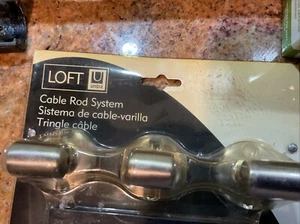 LOFT U
umbra
Cable Rod System
Sistema de cable-varilla
Tringle câble